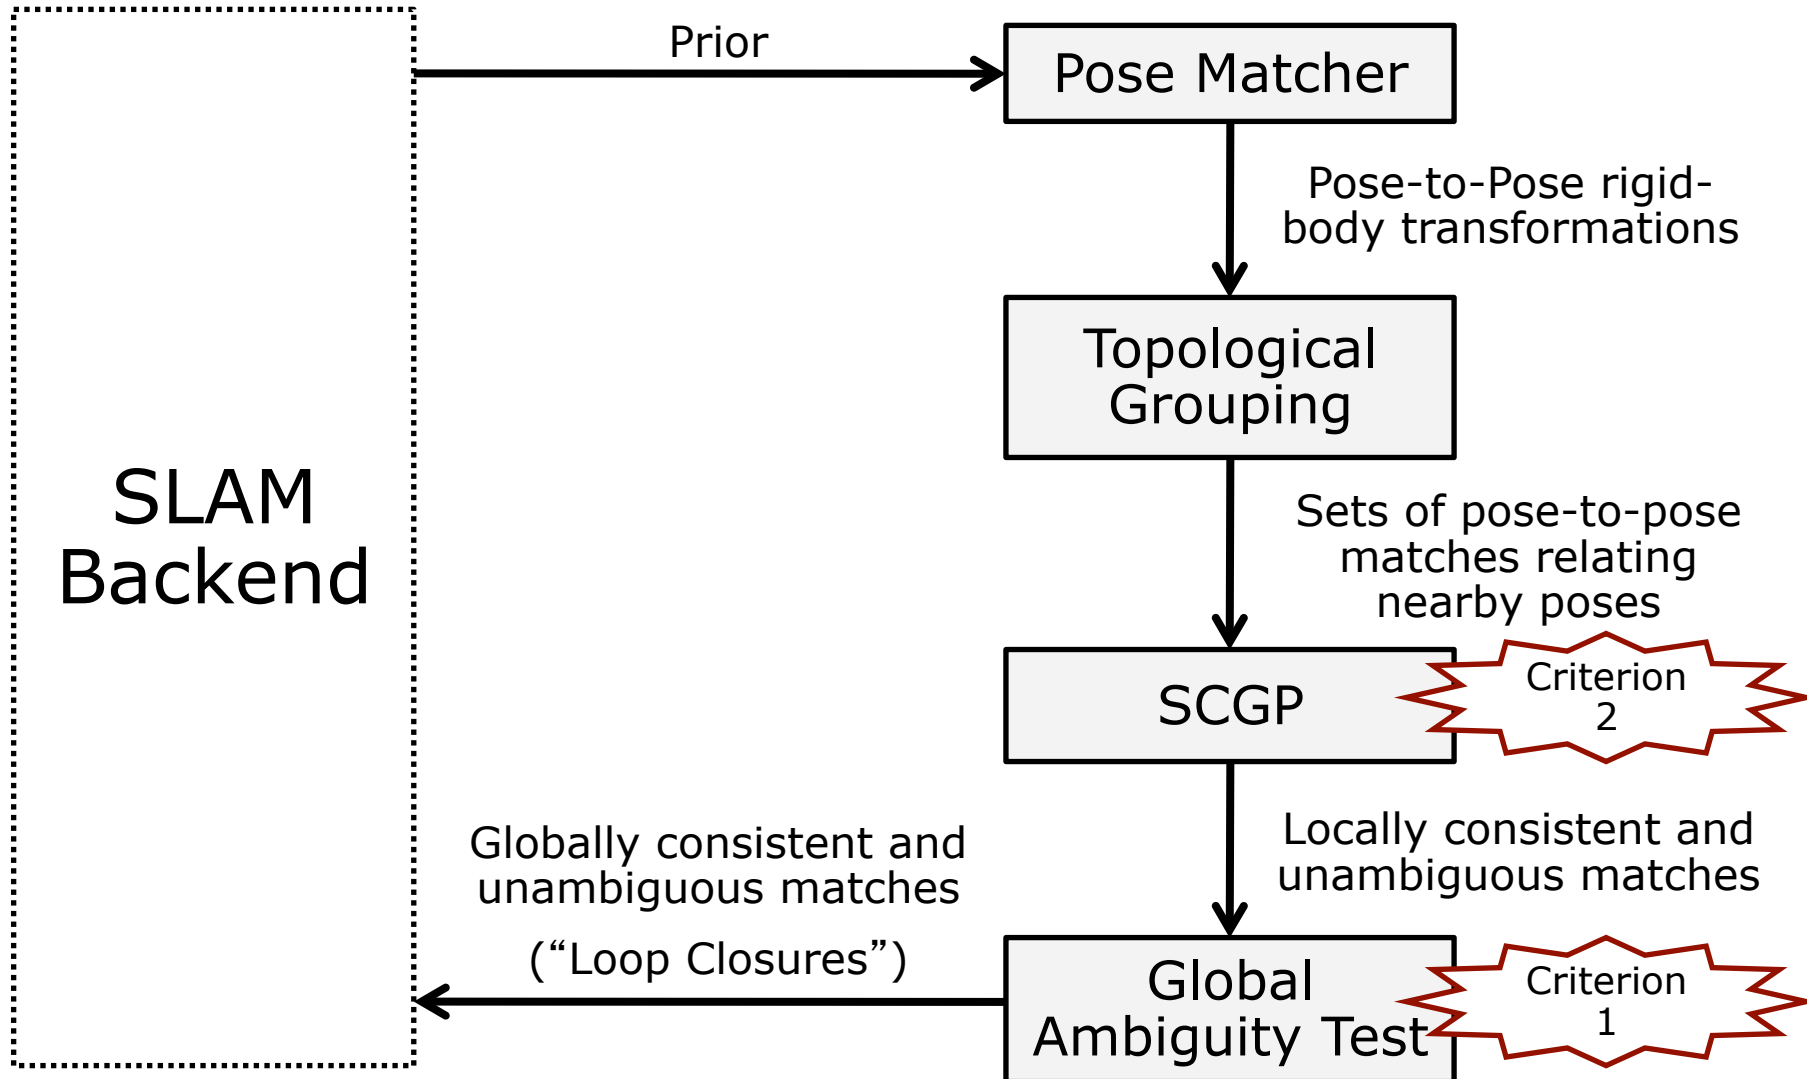 Prior
Pose Matcher
Pose-to-Pose rigid-
body transformations
Topological
Grouping
SLAM
Backend
Sets of pose-to-pose
matches relating
nearby poses
SCGP
Criterion
2
Locally consistent and
unambiguous matches
Globally consistent and
unambiguous matches
(“Loop Closures”)
Global
Ambiguity Test
Criterion
1